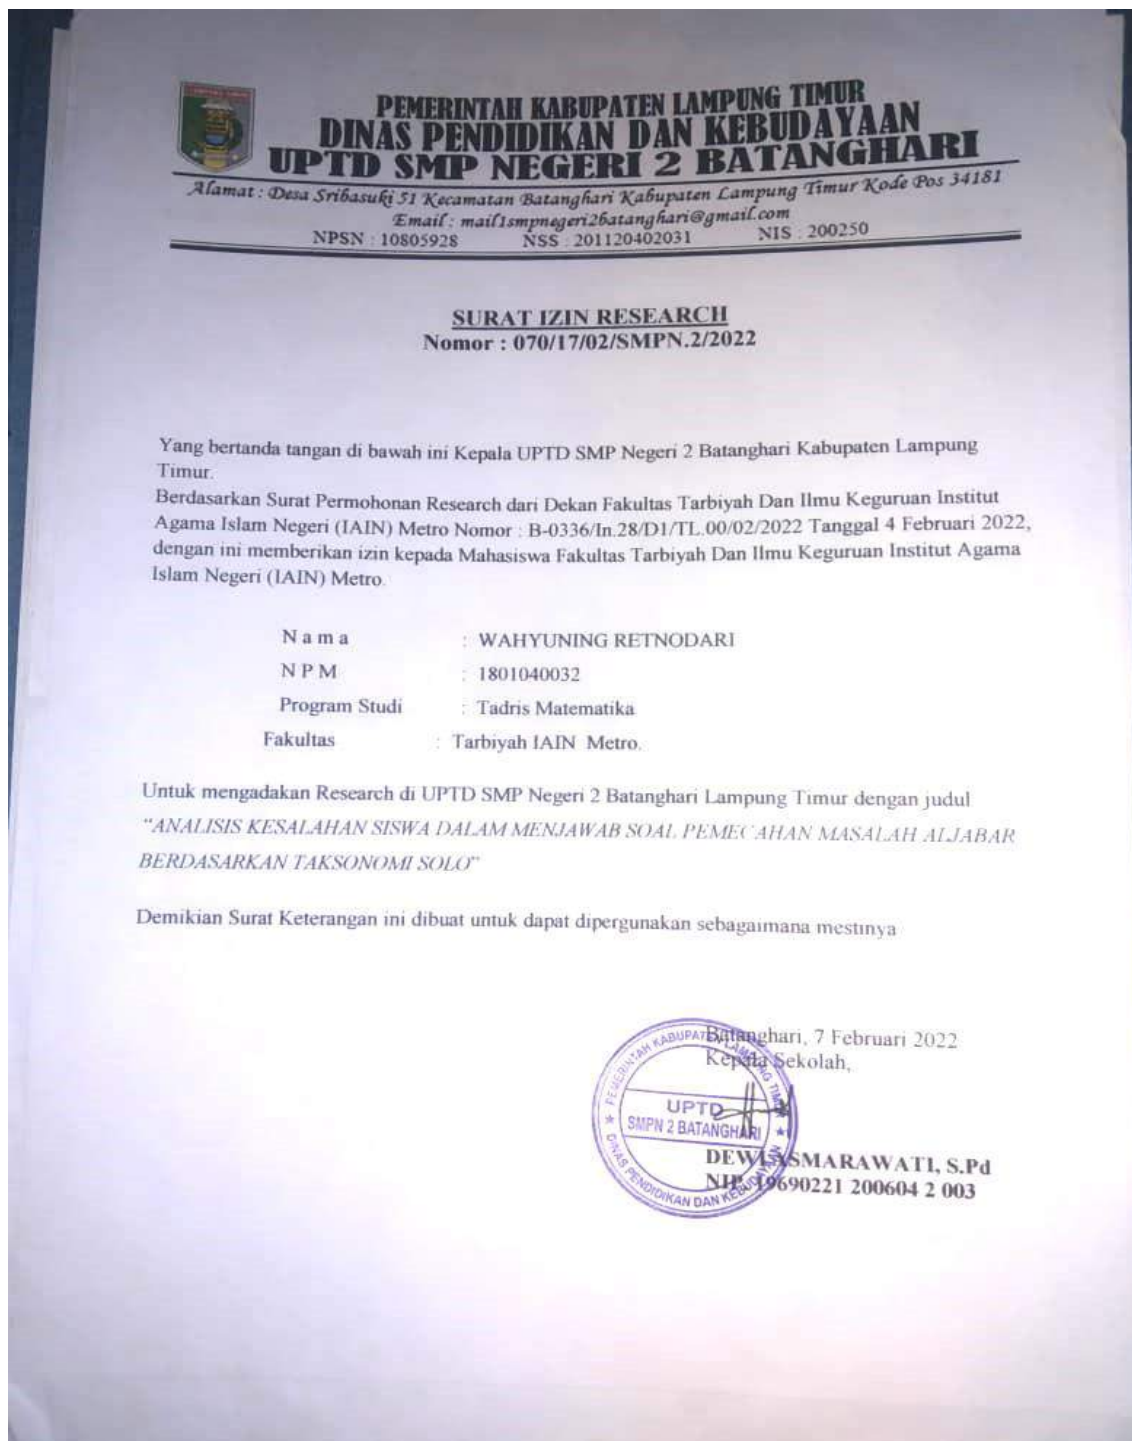 PEMERINTAH KABUPATEN LAMPUNG TIMUR
DINAS PENDIDIKAN DAN KEBUDAYAAN
UPTD SMP NEGERI 2 BATANGHARI
Alamat : Desa Sribasuki 51 Kecamatan Batanghari Kabupaten Lampung Timur Kode Pos 34181
Email : mail1smpnegeri2batanghari@gmail.com
NPSN : 10805928 NSS : 201120402031 NIS : 200250
SURAT IZIN RESEARCH
Nomor : 070/17/02/SMPN.2/2022
Yang bertanda tangan di bawah ini Kepala UPTD SMP Negeri 2 Batanghari Kabupaten Lampung
Timur.
Berdasarkan Surat Permohonan Research dari Dekan Fakultas Tarbiyah Dan Ilmu Keguruan Institut
Agama Islam Negeri (IAIN) Metro Nomor : B-0336/In.28/D1/TL.00/02/2022 Tanggal 4 Februari 2022,
dengan ini memberikan izin kepada Mahasiswa Fakultas Tarbiyah Dan Ilmu Keguruan Institut Agama
Islam Negeri (IAIN) Metro.
N a m a : WAHYUNING RETNODARI
N P M : 1801040032
Program Studi : Tadris Matematika
Fakultas : Tarbiyah IAIN Metro.
Untuk mengadakan Research di UPTD SMP Negeri 2 Batanghari Lampung Timur dengan judul
"ANALISIS KESALAHAN SISWA DALAM MENJAWAB SOAL PEMECAHAN MASALAH ALJABAR
BERDASARKAN TAKSONOMI SOLO"
Demikian Surat Keterangan ini dibuat untuk dapat dipergunakan sebagaimana mestinya
Batanghari, 7 Februari 2022
Kepala Sekolah,
PEMERINTAH KABUPATEN LAMPUNG TIMUR
UPTD
SMPN 2 BATANGHARI
DINAS PENDIDIKAN DAN KEBUDAYAAN
DEWI ASMARAWATI, S.Pd
NIP. 19690221 200604 2 003